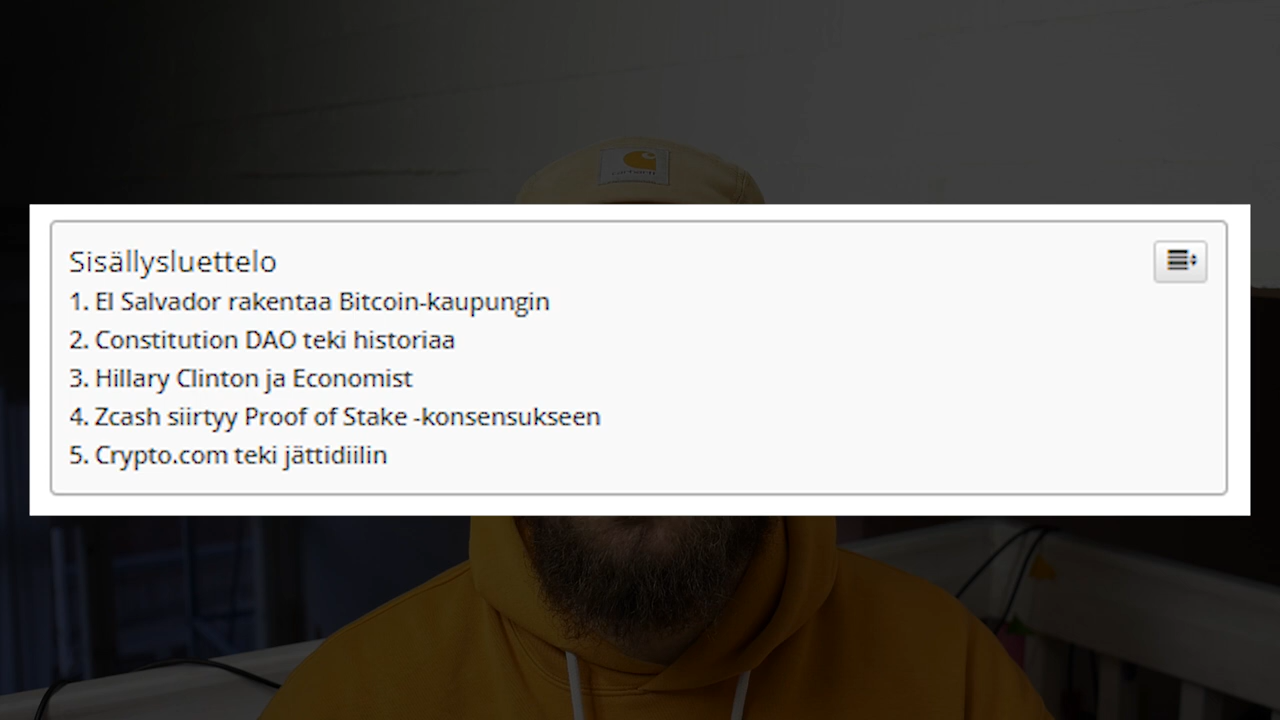 Sisällysluettelo
1. El Salvador rakentaa Bitcoin-kaupungin
2. Constitution DAO teki historiaa
3. Hillary Clinton ja Economist
4. Zcash siirtyy Proof of Stake -konsensukseen
5. Crypto.com teki jättidiilin